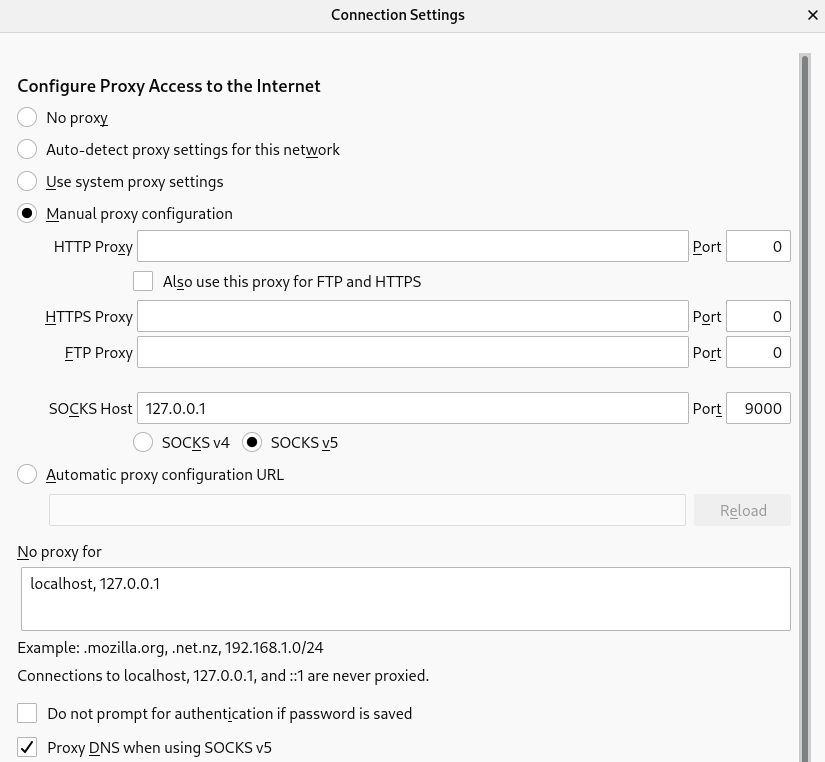 Connection Settings
Configure Proxy Access to the Internet
No proxy
Auto-detect proxy settings for this network
Use system proxy settings
Manual proxy configuration
HTTP Proxy Port 0
Also use this proxy for FTP and HTTPS
HTTPS Proxy Port 0
FTP Proxy Port 0
SOCKS Host 127.0.0.1 Port 9000
SOCKS v4 SOCKS v5
Automatic proxy configuration URL
Reload
No proxy for
localhost, 127.0.0.1
Example: .mozilla.org, .net.nz, 192.168.1.0/24
Connections to localhost, 127.0.0.1, and ::1 are never proxied.
Do not prompt for authentication if password is saved
Proxy DNS when using SOCKS v5